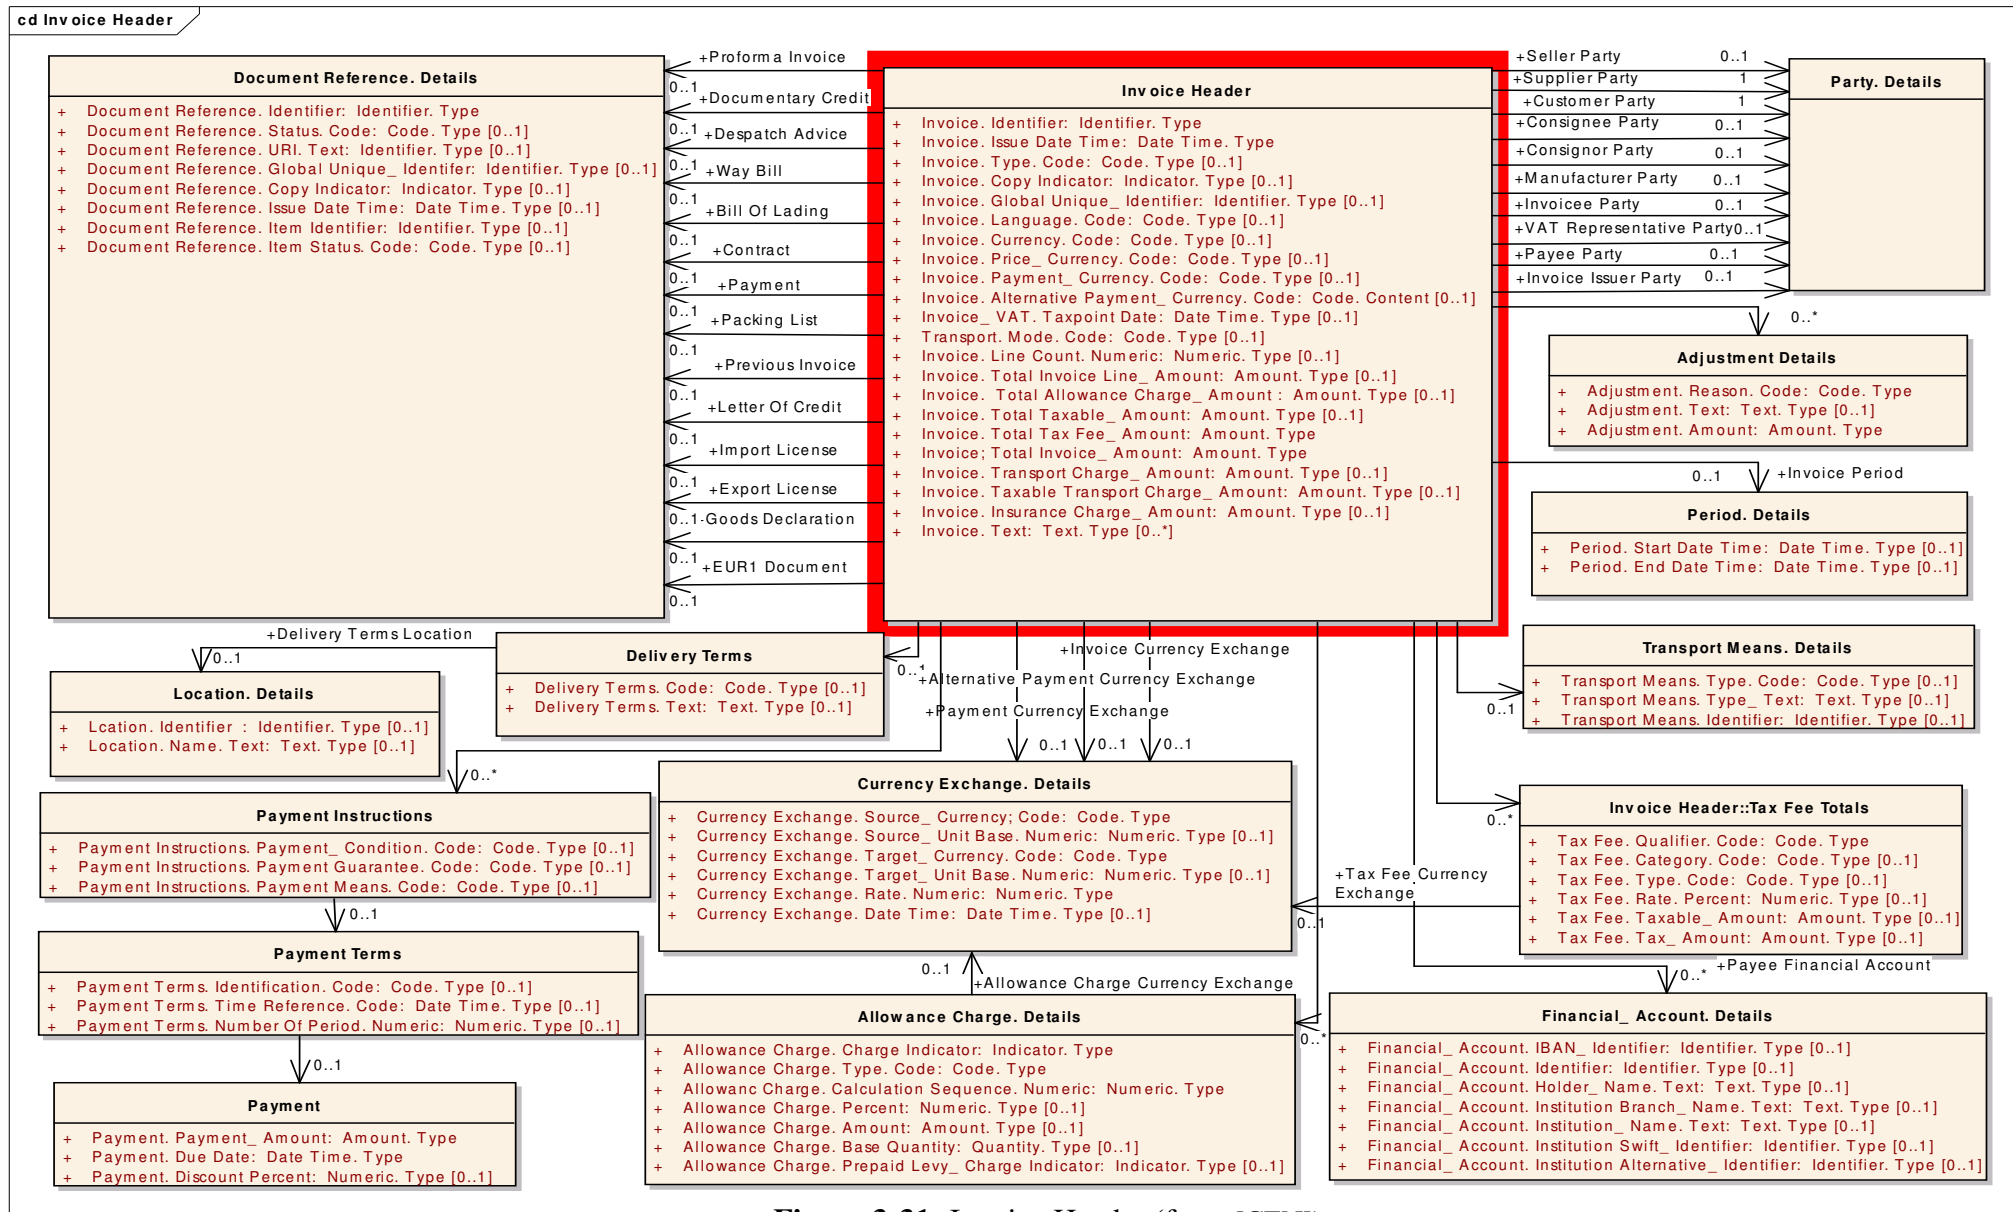 cd Invoice Header
Document Reference. Details
+ Document Reference. Identifier: Identifier. Type
+ Document Reference. Status. Code: Code. Type [0..1]
+ Document Reference. URI. Text: Identifier. Type [0..1]
+ Document Reference. Global Unique_ Identifer: Identifier. Type [0..1]
+ Document Reference. Copy Indicator: Indicator. Type [0..1]
+ Document Reference. Issue Date Time: Date Time. Type [0..1]
+ Document Reference. Item Identifier: Identifier. Type [0..1]
+ Document Reference. Item Status. Code: Code. Type [0..1]
+Proforma Invoice
0..1
+Documentary Credit
0..1
+Despatch Advice
0..1
+Way Bill
0..1
+Bill Of Lading
0..1
+Contract
0..1
+Payment
0..1
+Packing List
0..1
+Previous Invoice
0..1
+Letter Of Credit
0..1
+Import License
0..1
+Export License
0..1
-Goods Declaration
0..1
+EUR1 Document
0..1
Invoice Header
+ Invoice. Identifier: Identifier. Type
+ Invoice. Issue Date Time: Date Time. Type
+ Invoice. Type. Code: Code. Type [0..1]
+ Invoice. Copy Indicator: Indicator. Type [0..1]
+ Invoice. Global Unique_ Identifier: Identifier. Type [0..1]
+ Invoice. Language. Code: Code. Type [0..1]
+ Invoice. Currency. Code: Code. Type [0..1]
+ Invoice. Price_ Currency. Code: Code. Type [0..1]
+ Invoice. Payment_ Currency. Code: Code. Type [0..1]
+ Invoice. Alternative Payment_ Currency. Code: Code. Content [0..1]
+ Invoice_ VAT. Taxpoint Date: Date Time. Type [0..1]
+ Transport. Mode. Code: Code. Type [0..1]
+ Invoice. Line Count. Numeric: Numeric. Type [0..1]
+ Invoice. Total Invoice Line_ Amount: Amount. Type [0..1]
+ Invoice. Total Allowance Charge_ Amount : Amount. Type [0..1]
+ Invoice. Total Taxable_ Amount: Amount. Type [0..1]
+ Invoice. Total Tax Fee_ Amount: Amount. Type
+ Invoice; Total Invoice_ Amount: Amount. Type
+ Invoice. Transport Charge_ Amount: Amount. Type [0..1]
+ Invoice. Taxable Transport Charge_ Amount: Amount. Type [0..1]
+ Invoice. Insurance Charge_ Amount: Amount. Type [0..1]
+ Invoice. Text: Text. Type [0..*]
+Seller Party 0..1
+Supplier Party 1
+Customer Party 1
+Consignee Party 0..1
+Consignor Party 0..1
+Manufacturer Party 0..1
+Invoicee Party 0..1
+VAT Representative Party0..1
+Payee Party 0..1
+Invoice Issuer Party 0..1
Party. Details
0..*
Adjustment Details
+ Adjustment. Reason. Code: Code. Type
+ Adjustment. Text: Text. Type [0..1]
+ Adjustment. Amount: Amount. Type
0..1 +Invoice Period
Period. Details
+ Period. Start Date Time: Date Time. Type [0..1]
+ Period. End Date Time: Date Time. Type [0..1]
+Delivery Terms Location
0..1
Location. Details
+ Lcation. Identifier : Identifier. Type [0..1]
+ Location. Name. Text: Text. Type [0..1]
Delivery Terms
+ Delivery Terms. Code: Code. Type [0..1]
+ Delivery Terms. Text: Text. Type [0..1]
0..1
+Invoice Currency Exchange
+Alternative Payment Currency Exchange
+Payment Currency Exchange
0..1 0..1 0..1
Transport Means. Details
+ Transport Means. Type. Code: Code. Type [0..1]
+ Transport Means. Type_ Text: Text. Type [0..1]
+ Transport Means. Identifier: Identifier. Type [0..1]
0..1
0..*
Payment Instructions
+ Payment Instructions. Payment_ Condition. Code: Code. Type [0..1]
+ Payment Instructions. Payment Guarantee. Code: Code. Type [0..1]
+ Payment Instructions. Payment Means. Code: Code. Type [0..1]
0..1
Currency Exchange. Details
+ Currency Exchange. Source_ Currency; Code: Code. Type
+ Currency Exchange. Source_ Unit Base. Numeric: Numeric. Type [0..1]
+ Currency Exchange. Target_ Currency. Code: Code. Type
+ Currency Exchange. Target_ Unit Base. Numeric: Numeric. Type [0..1]
+ Currency Exchange. Rate. Numeric: Numeric. Type
+ Currency Exchange. Date Time: Date Time. Type [0..1]
0..*
Invoice Header::Tax Fee Totals
+ Tax Fee. Qualifier. Code: Code. Type
+ Tax Fee. Category. Code: Code. Type [0..1]
+ Tax Fee. Type. Code: Code. Type [0..1]
+ Tax Fee. Rate. Percent: Numeric. Type [0..1]
+ Tax Fee. Taxable_ Amount: Amount. Type [0..1]
+ Tax Fee. Tax_ Amount: Amount. Type [0..1]
+Tax Fee Currency
Exchange
0..1
Payment Terms
+ Payment Terms. Identification. Code: Code. Type [0..1]
+ Payment Terms. Time Reference. Code: Date Time. Type [0..1]
+ Payment Terms. Number Of Period. Numeric: Numeric. Type [0..1]
0..1
Payment
+ Payment. Payment_ Amount: Amount. Type
+ Payment. Due Date: Date Time. Type
+ Payment. Discount Percent: Numeric. Type [0..1]
0..1
+Allowance Charge Currency Exchange
Allowance Charge. Details
+ Allowance Charge. Charge Indicator: Indicator. Type
+ Allowance Charge. Type. Code: Code. Type
+ Allowanc Charge. Calculation Sequence. Numeric: Numeric. Type
+ Allowance Charge. Percent: Numeric. Type [0..1]
+ Allowance Charge. Amount: Amount. Type [0..1]
+ Allowance Charge. Base Quantity: Quantity. Type [0..1]
+ Allowance Charge. Prepaid Levy_ Charge Indicator: Indicator. Type [0..1]
0..*
0..* +Payee Financial Account
Financial_ Account. Details
+ Financial_ Account. IBAN_ Identifier: Identifier. Type [0..1]
+ Financial_ Account. Identifier: Identifier. Type [0..1]
+ Financial_ Account. Holder_ Name. Text: Text. Type [0..1]
+ Financial_ Account. Institution Branch_ Name. Text: Text. Type [0..1]
+ Financial_ Account. Institution_ Name. Text: Text. Type [0..1]
+ Financial_ Account. Institution Swift_ Identifier: Identifier. Type [0..1]
+ Financial_ Account. Institution Alternative_ Identifier: Identifier. Type [0..1]